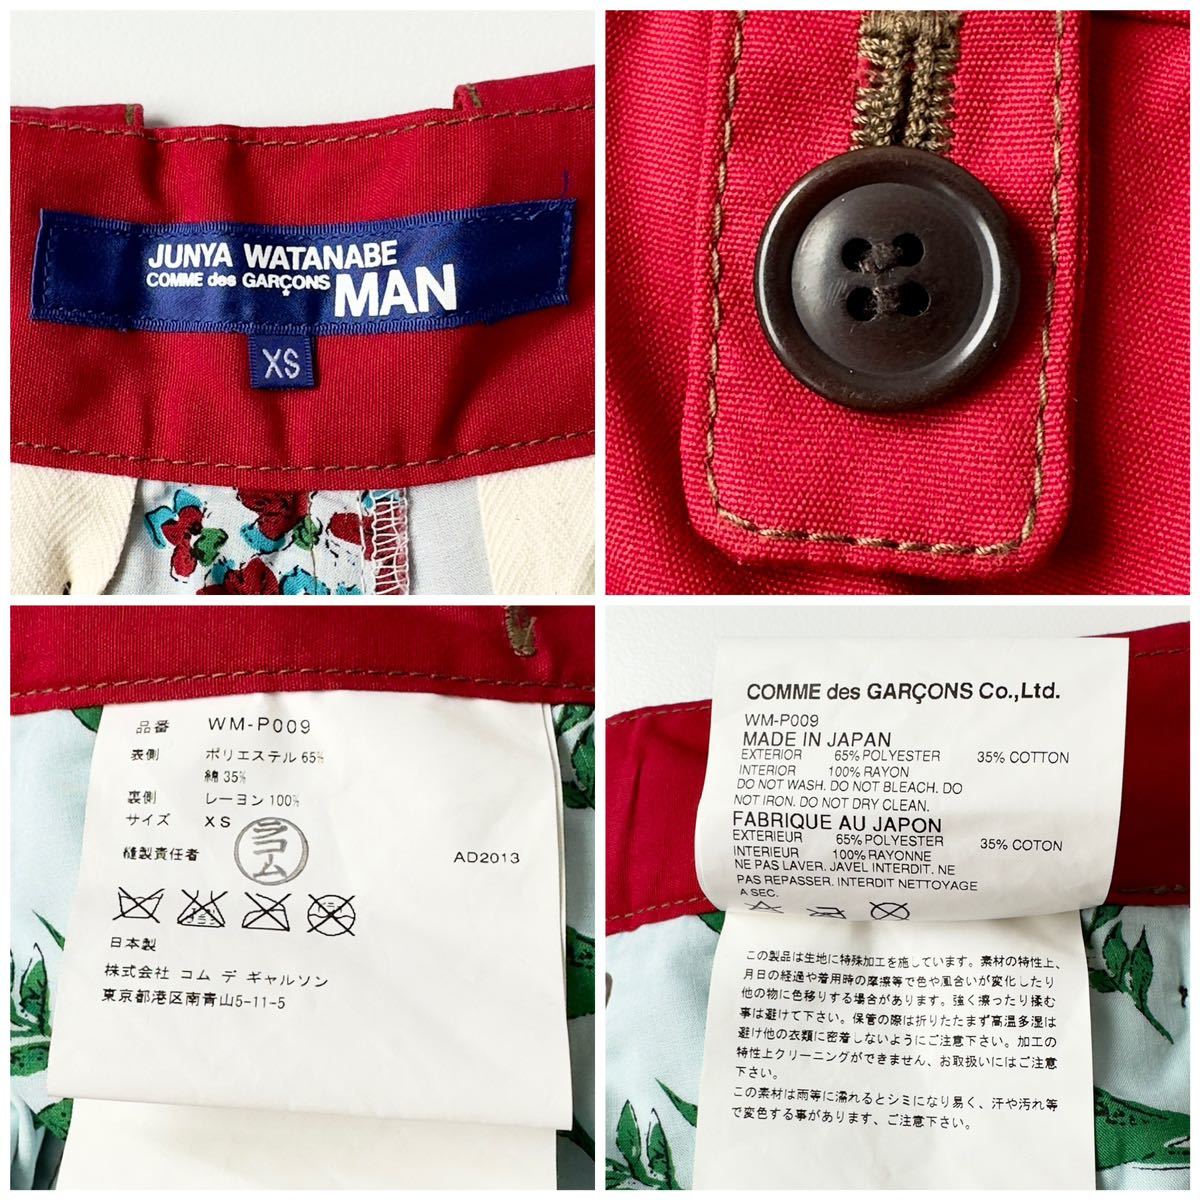 JUNYA WATANABE
COMME des GARÇONS MAN
XS
品番 WM-P009
表側 ポリエステル 65%
綿 35%
裏側 レーヨン 100%
サイズ XS
縫製責任者 コム AD2013
日本製
株式会社 コム デ ギャルソン
東京都港区南青山5-11-5
COMME des GARÇONS Co.,Ltd.
WM-P009
MADE IN JAPAN
EXTERIOR 65% POLYESTER 35% COTTON
INTERIOR 100% RAYON
DO NOT WASH. DO NOT BLEACH. DO
NOT IRON. DO NOT DRY CLEAN.
FABRIQUE AU JAPON
EXTERIEUR 65% POLYESTER 35% COTON
INTERIEUR 100% RAYONNE
NE PAS LAVER. JAVEL INTERDIT. NE
PAS REPASSER. INTERDIT NETTOYAGE
A SEC.
この製品は生地に特殊加工を施しています。素材の特性上、
月日の経過や着用時の摩擦等で色や風合いが変化したり
他の物に色移りする場合があります。強く擦ったり揉む
事は避けて下さい。保管の際は折りたたまず高温多湿は
避け他の衣類に密着しないようにご注意下さい。加工の
特性上クリーニングができません、お取扱いにはご注意
下さい。
この素材は雨等に濡れるとシミになり易く、汗や汚れ等
で変色する事があります、ご注意下さい。